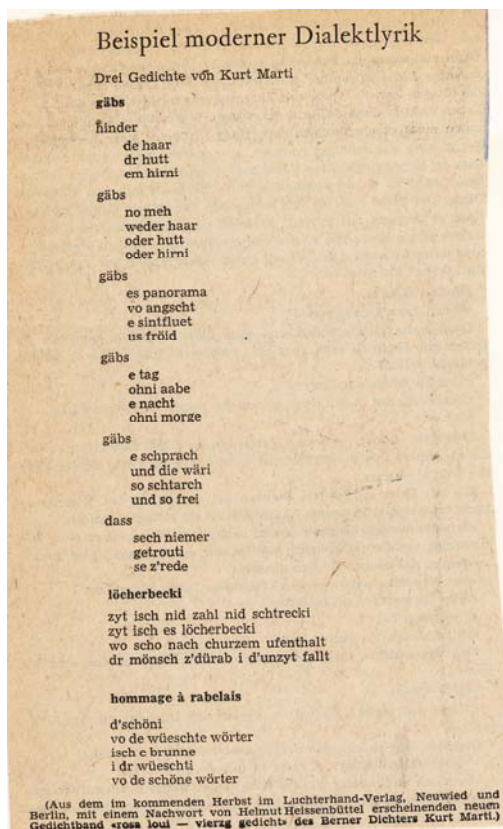 Beispiel moderner Dialektlyrik
Drei Gedichte von Kurt Marti
gäbs
hinder
de haar
dr hutt
em hirni
gäbs
no meh
weder haar
oder hutt
oder hirni
gäbs
es panorama
vo angscht
e sintfluet
us fröid
gäbs
e tag
ohni aabe
e nacht
ohni morge
gäbs
e schprach
und die wäri
so schtarch
und so frei
dass
sech niemer
getrouti
se z'rede
löcherbecki
zyt isch nid zahl nid schtrecki
zyt isch es löcherbecki
wo scho nach churzem ufenthalt
dr mönsch z'dürab i d'unzyt fallt
hommage à rabelais
d'schöni
vo de wüeschte wörter
isch e brunne
i dr wüeschti
vo de schöne wörter
(Aus dem im kommenden Herbst im Luchterhand-Verlag, Neuwied und
Berlin, mit einem Nachwort von Helmut Heissenbüttel erscheinenden neuen
Gedichtband «rosa loui — vierzg gedicht» des Berner Dichters Kurt Marti.)